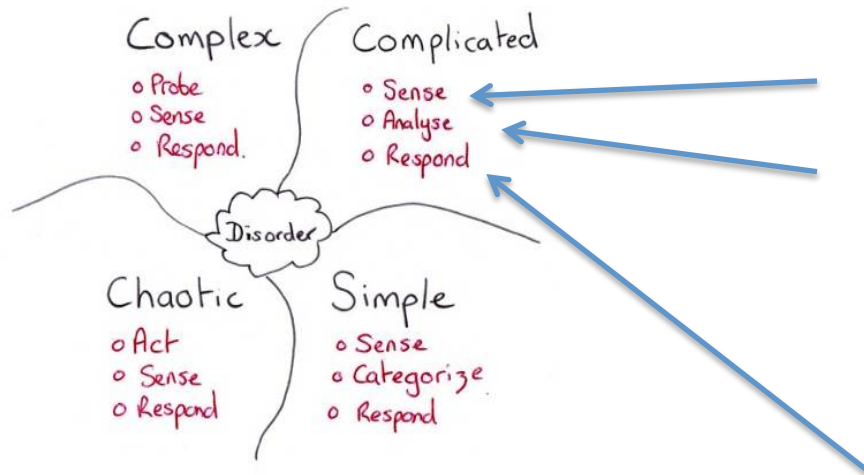 Complex
o Probe
o Sense
o Respond.
Complicated
o Sense
o Analyse
o Respond
Disorder
Chaotic
o Act
o Sense
o Respond
Simple
o Sense
o Categorize
o Respond